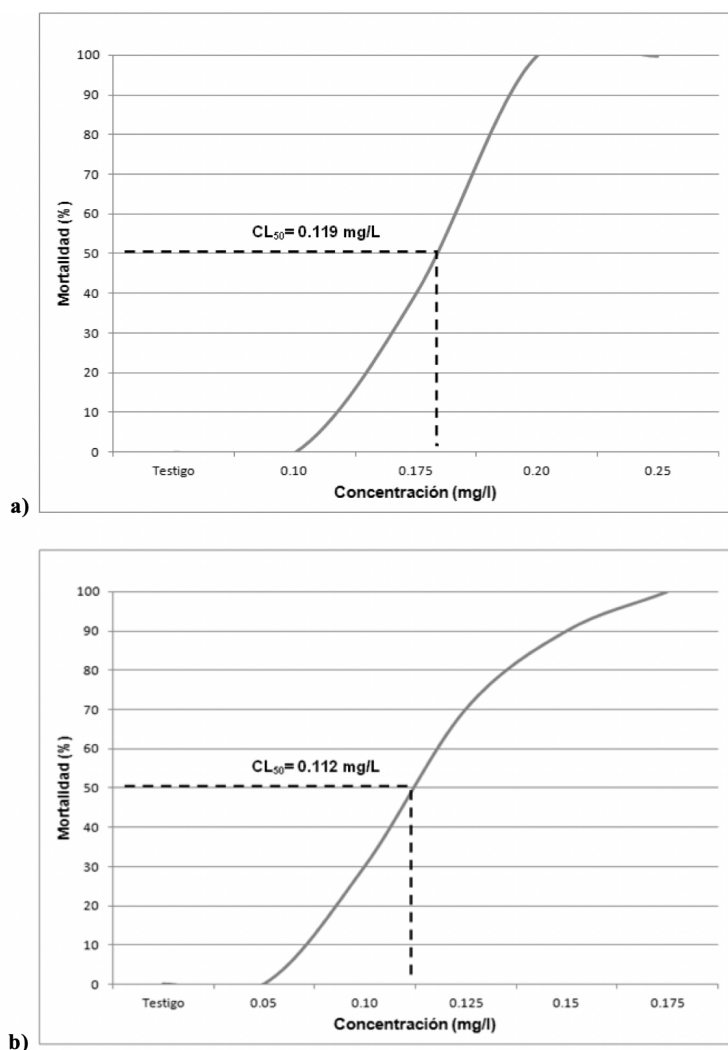 100
90
80
70
60
CL50= 0.119 mg/L
50
40
30
20
10
0
Mortalidad (%)
Testigo 0.10 0.175 0.20 0.25
Concentración (mg/l)
a)
100
90
80
70
60
CL50= 0.112 mg/L
50
40
30
20
10
0
Mortalidad (%)
Testigo 0.05 0.10 0.125 0.15 0.175
Concentración (mg/l)
b)